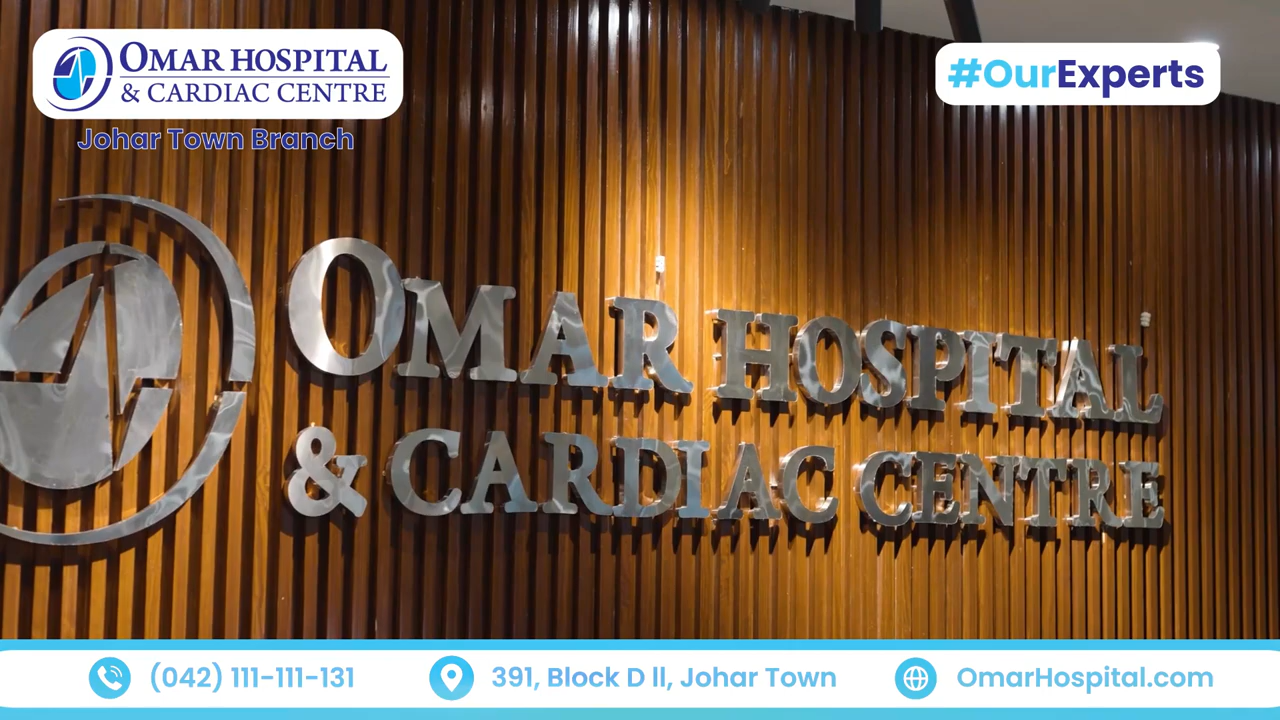 OMAR HOSPITAL
& CARDIAC CENTRE
Johar Town Branch
#OurExperts
OMAR HOSPITAL
& CARDIAC CENTRE
(042) 111-111-131
391, Block D ll, Johar Town
OmarHospital.com